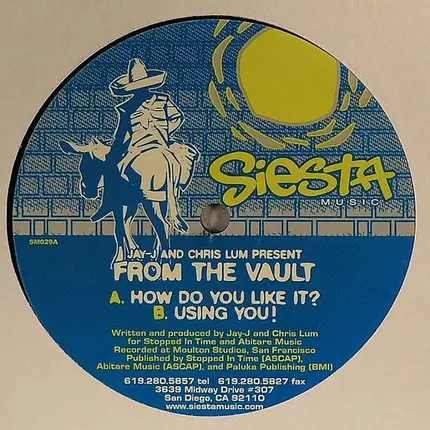 Siesta
MUSIC
SM029A
JAY-J AND CHRIS LUM PRESENT
FROM THE VAULT
A. HOW DO YOU LIKE IT?
B. USING YOU!
Written and produced by Jay-J and Chris Lum
for Stopped In Time and Abitare Music
Recorded at Moulton Studios, San Francisco
Published by Stopped In Time (ASCAP),
Abitare Music (ASCAP), and Paluka Publishing (BMI)
619.280.5857 tel 619.280.5827 fax
3639 Midway Drive #307
San Diego, CA 92110
www.siestamusic.com